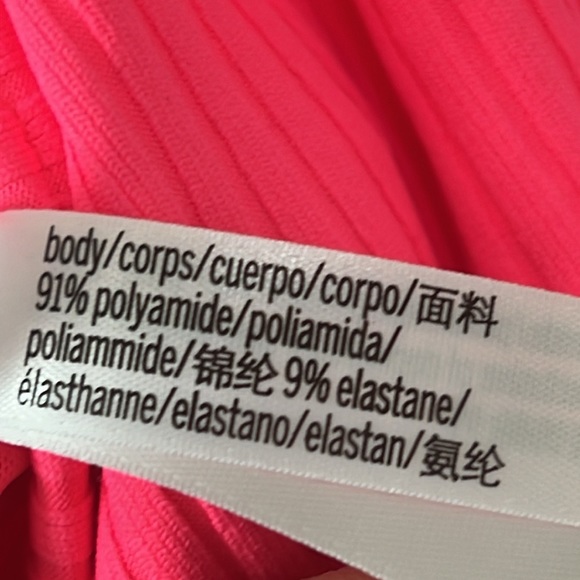 body/corps/cuerpo/corpo/面料
91% polyamide/poliamida/
poliammide/锦纶 9% elastane/
élasthanne/elastano/elastan/氨纶